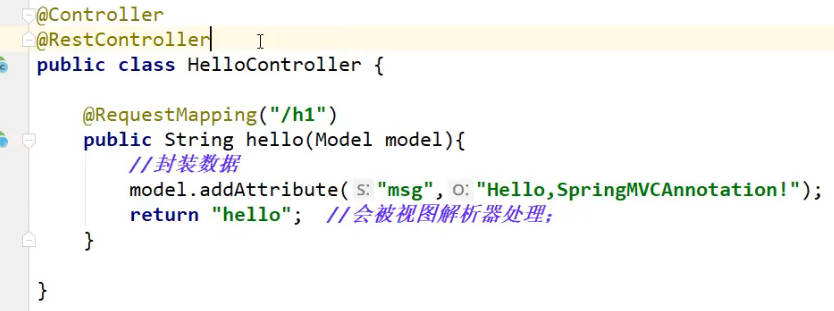 @Controller
@RestController
public class HelloController {
@RequestMapping("/h1")
public String hello(Model model){
//封装数据
model.addAttribute( s: "msg", o: "Hello,SpringMVCAnnotation!");
return "hello"; //会被视图解析器处理;
}
}